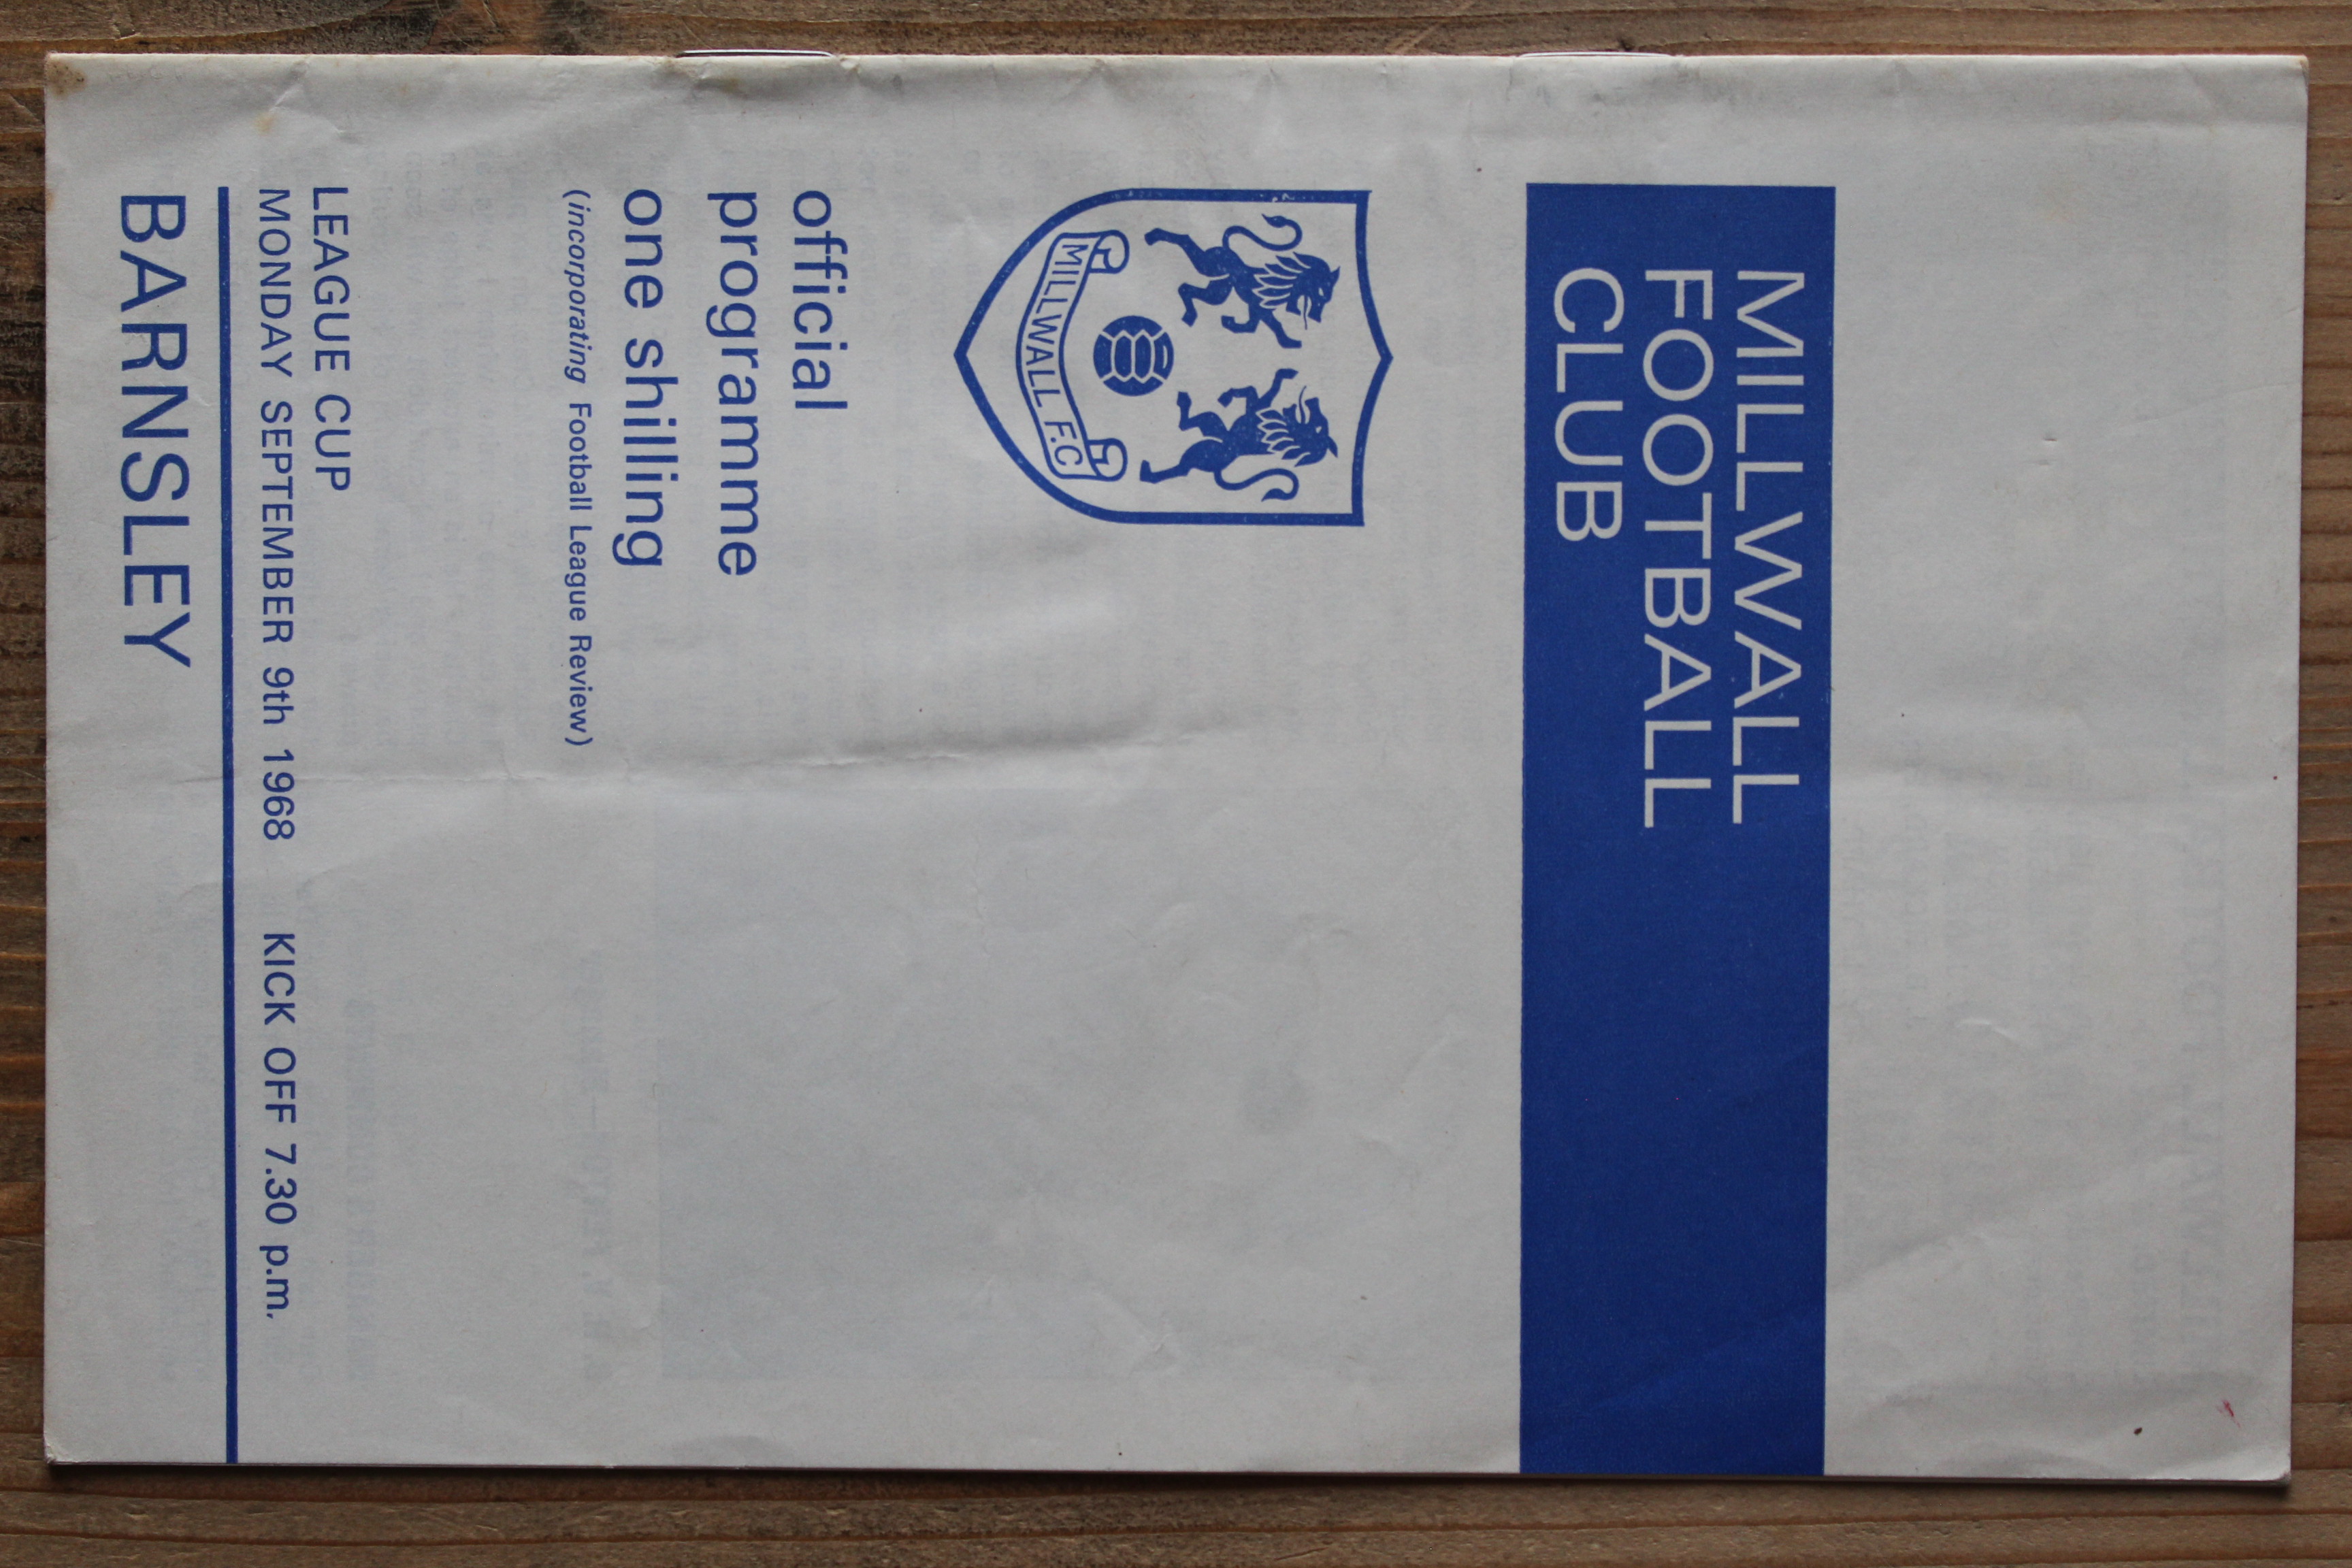 MILLWALL
FOOTBALL
CLUB
MILLWALL F.C
official
programme
one shilling
(incorporating Football League Review)
LEAGUE CUP
MONDAY SEPTEMBER 9th 1968 KICK OFF 7.30 p.m.
BARNSLEY